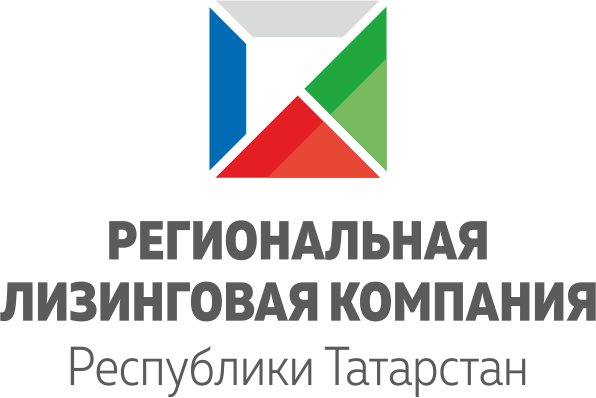 РЕГИОНАЛЬНАЯ
ЛИЗИНГОВАЯ КОМПАНИЯ
Республики Татарстан